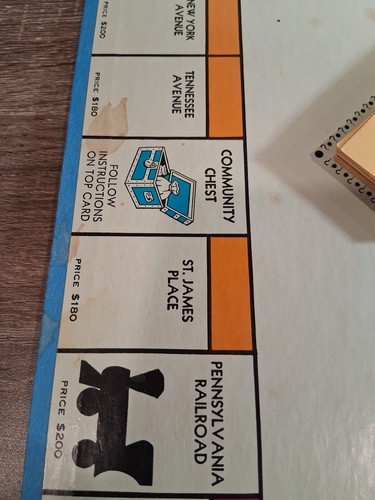 NEW YORK
AVENUE
PRICE $200
TENNESSEE
AVENUE
PRICE $180
COMMUNITY
CHEST
FOLLOW
INSTRUCTIONS
ON TOP CARD
ST. JAMES
PLACE
PRICE $180
PENNSYLVANIA
RAILROAD
PRICE $200